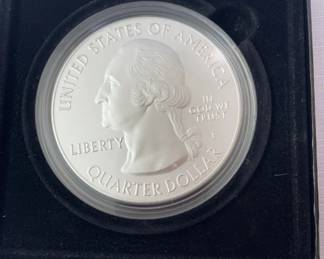 UNITED STATES OF AMERICA
IN
GOD WE
TRUST
LIBERTY
QUARTER DOLLAR